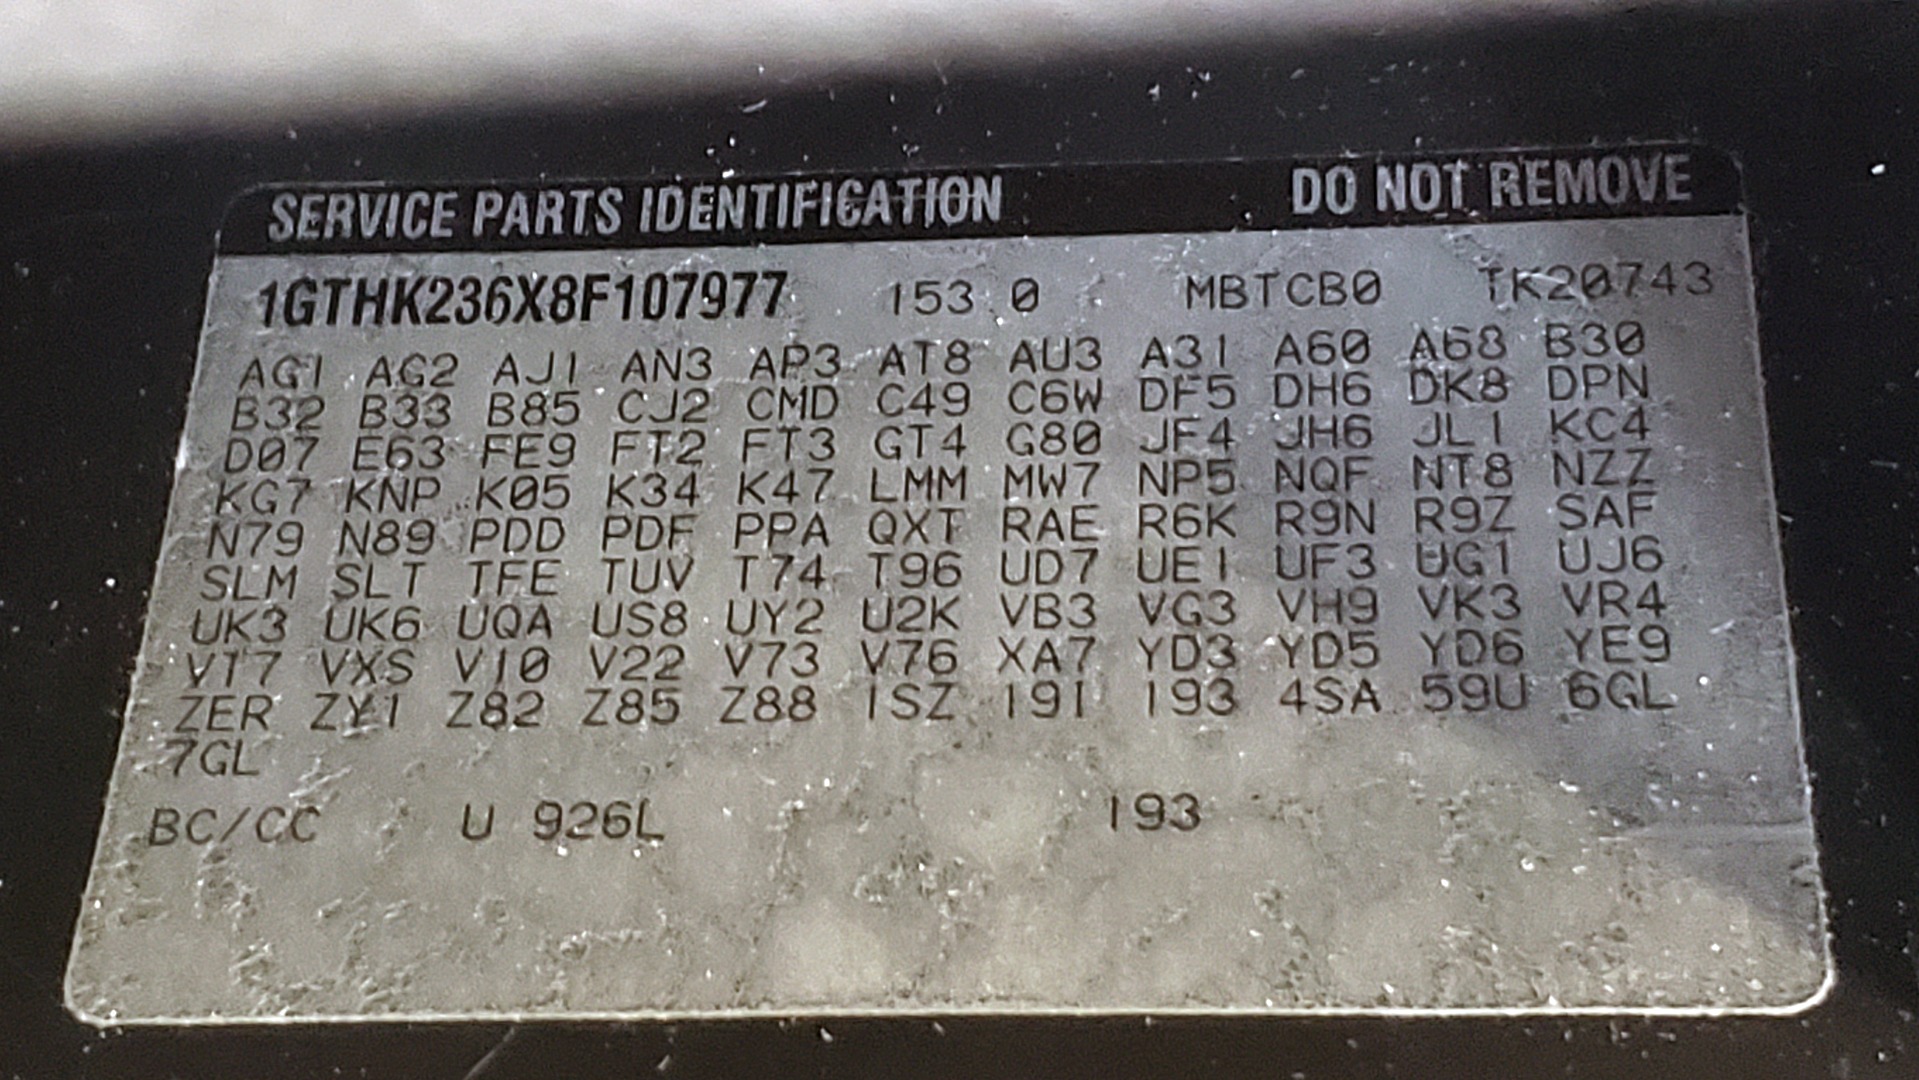 SERVICE PARTS IDENTIFICATION DO NOT REMOVE
1GTHK236X8F107977 153 0 MBTCB0 TK20743
AG1 AG2 AJ1 AN3 AP3 AT8 AU3 A31 A60 A68 B30
B32 B33 B85 CJ2 CMD C49 C6W DF5 DH6 DK8 DPN
D07 E63 FE9 FT2 FT3 GT4 G80 JF4 JH6 JL1 KC4
KG7 KNP K05 K34 K47 LMM MW7 NP5 NQF NT8 NZZ
N79 N89 PDD PDF PPA QXT RAE R6K R9N R9Z SAF
SLM SLT TFE TUV T74 T96 UD7 UE1 UF3 UG1 UJ6
UK3 UK6 UQA US8 UY2 U2K VB3 VG3 VH9 VK3 VR4
VT7 VXS V10 V22 V73 V76 XA7 YD3 YD5 YD6 YE9
ZER ZY1 Z82 Z85 Z88 1SZ 191 193 4SA 59U 6GL
7GL
BC/CC U 926L 193